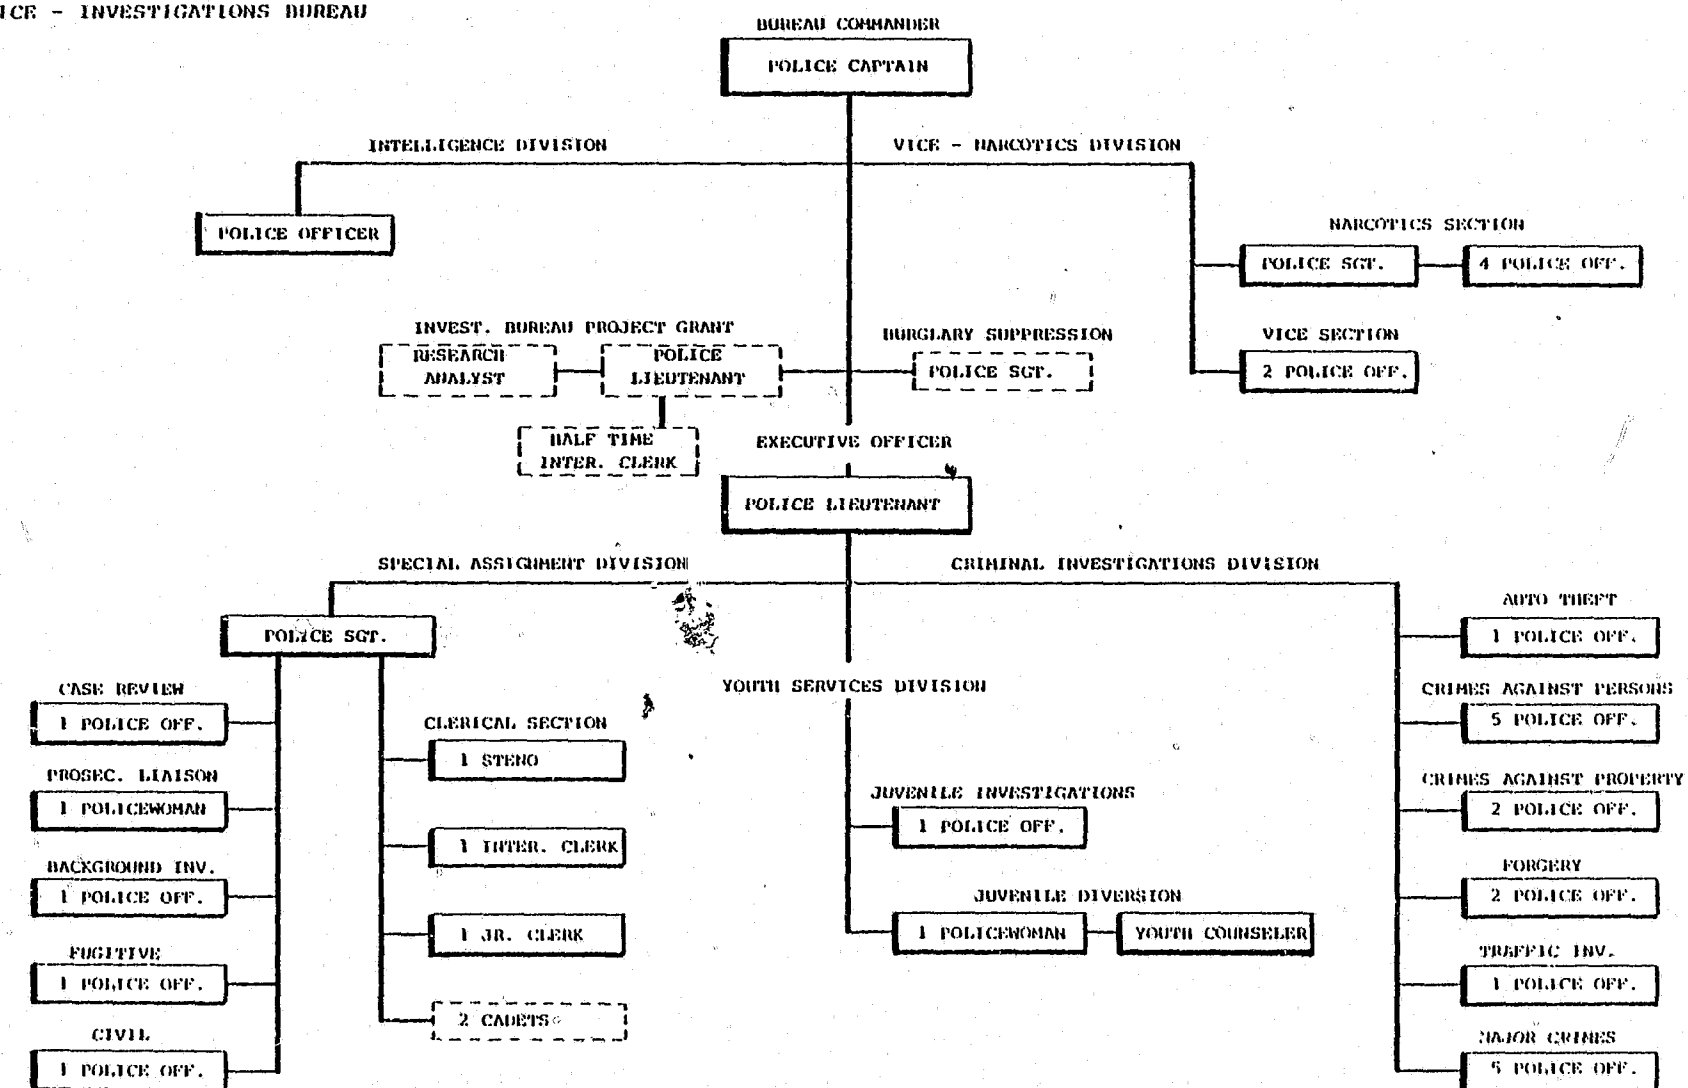 ICE - INVESTIGATIONS BUREAU
BUREAU COMMANDER
POLICE CAPTAIN
INTELLIGENCE DIVISION
VICE - NARCOTICS DIVISION
POLICE OFFICER
NARCOTICS SECTION
POLICE SGT.
4 POLICE OFF.
VICE SECTION
2 POLICE OFF.
INVEST. BUREAU PROJECT GRANT
RESEARCH
ANALYST
POLICE
LIEUTENANT
HALF TIME
INTER. CLERK
BURGLARY SUPPRESSION
POLICE SGT.
EXECUTIVE OFFICER
POLICE LIEUTENANT
SPECIAL ASSIGNMENT DIVISION
CRIMINAL INVESTIGATIONS DIVISION
POLICE SGT.
CASE REVIEW
1 POLICE OFF.
PROSEC. LIAISON
1 POLICEWOMAN
BACKGROUND INV.
1 POLICE OFF.
FUGITIVE
1 POLICE OFF.
CIVIL
1 POLICE OFF.
CLERICAL SECTION
1 STENO
1 INTER. CLERK
1 JR. CLERK
2 CADETS
YOUTH SERVICES DIVISION
JUVENILE INVESTIGATIONS
1 POLICE OFF.
JUVENILE DIVERSION
1 POLICEWOMAN
YOUTH COUNSELER
AUTO THEFT
1 POLICE OFF.
CRIMES AGAINST PERSONS
5 POLICE OFF.
CRIMES AGAINST PROPERTY
2 POLICE OFF.
FORGERY
2 POLICE OFF.
TRAFFIC INV.
1 POLICE OFF.
MAJOR CRIMES
5 POLICE OFF.